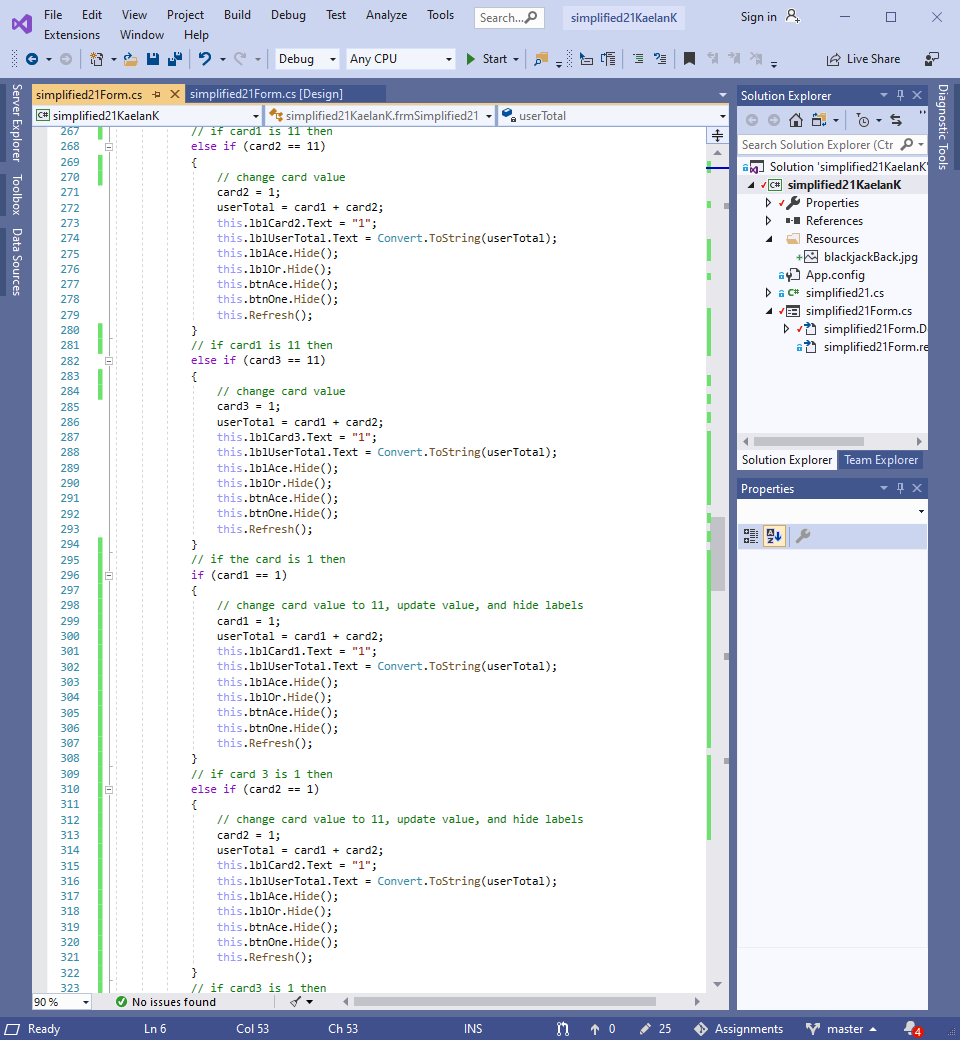 File Edit View Project Build Debug Test Analyze Tools Search... simplified21KaelanK Sign in
Extensions Window Help
Debug Any CPU Start Live Share
simplified21Form.cs simplified21Form.cs [Design]
simplified21KaelanK simplified21KaelanK.frmSimplified21 userTotal
Server Explorer
Toolbox
Data Sources
267 // if card1 is 11 then
268 else if (card2 == 11)
269 {
270 // change card value
271 card2 = 1;
272 userTotal = card1 + card2;
273 this.lblCard2.Text = "1";
274 this.lblUserTotal.Text = Convert.ToString(userTotal);
275 this.lblAce.Hide();
276 this.lblOr.Hide();
277 this.btnAce.Hide();
278 this.btnOne.Hide();
279 this.Refresh();
280 }
281 // if card1 is 11 then
282 else if (card3 == 11)
283 {
284 // change card value
285 card3 = 1;
286 userTotal = card1 + card2;
287 this.lblCard3.Text = "1";
288 this.lblUserTotal.Text = Convert.ToString(userTotal);
289 this.lblAce.Hide();
290 this.lblOr.Hide();
291 this.btnAce.Hide();
292 this.btnOne.Hide();
293 this.Refresh();
294 }
295 // if the card is 1 then
296 if (card1 == 1)
297 {
298 // change card value to 11, update value, and hide labels
299 card1 = 1;
300 userTotal = card1 + card2;
301 this.lblCard1.Text = "1";
302 this.lblUserTotal.Text = Convert.ToString(userTotal);
303 this.lblAce.Hide();
304 this.lblOr.Hide();
305 this.btnAce.Hide();
306 this.btnOne.Hide();
307 this.Refresh();
308 }
309 // if card 3 is 1 then
310 else if (card2 == 1)
311 {
312 // change card value to 11, update value, and hide labels
313 card2 = 1;
314 userTotal = card1 + card2;
315 this.lblCard2.Text = "1";
316 this.lblUserTotal.Text = Convert.ToString(userTotal);
317 this.lblAce.Hide();
318 this.lblOr.Hide();
319 this.btnAce.Hide();
320 this.btnOne.Hide();
321 this.Refresh();
322 }
323 // if card3 is 1 then
90 % No issues found
Solution Explorer
Search Solution Explorer (Ctr
Solution 'simplified21KaelanK'
simplified21KaelanK
Properties
References
Resources
blackjackBack.jpg
App.config
simplified21.cs
simplified21Form.cs
simplified21Form.D
simplified21Form.re
Solution Explorer Team Explorer
Properties
Diagnostic Tools
Ready Ln 6 Col 53 Ch 53 INS 0 25 Assignments master 4